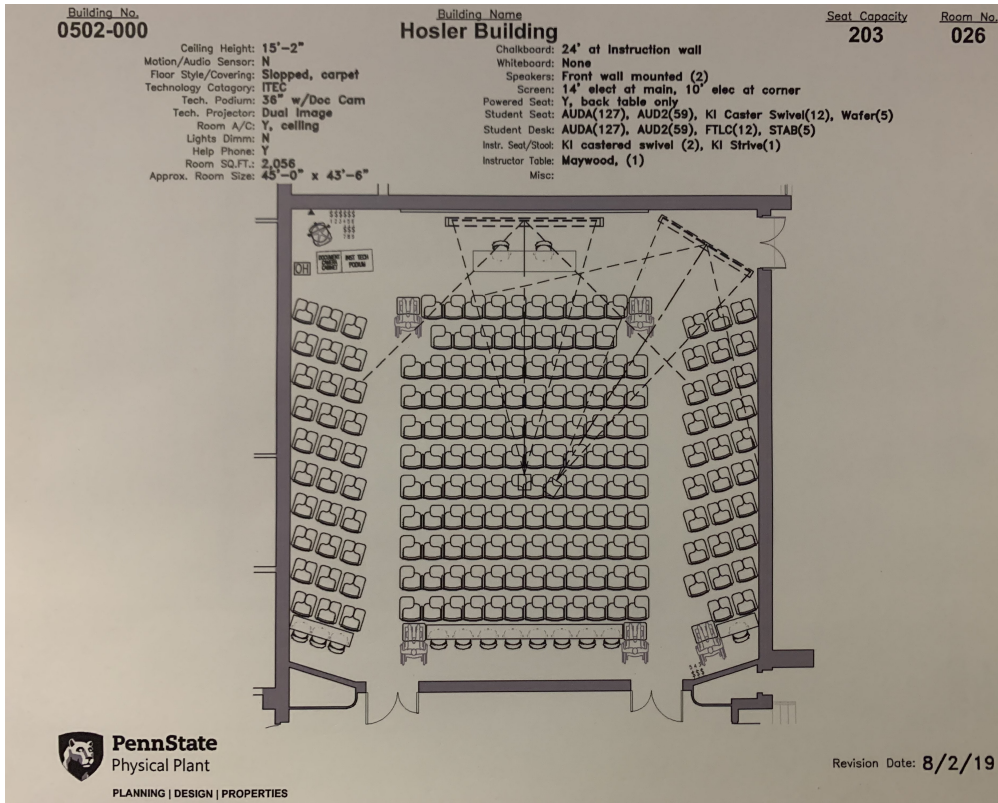 Building No.
0502-000
Building Name
Hosler Building
Seat Capacity
203
Room No.
026
Ceiling Height: 15'-2"
Motion/Audio Sensor: N
Floor Style/Covering: Slopped, carpet
Technology Catagory: ITEC
Tech. Podium: 36" w/Doc Cam
Tech. Projector: Dual Image
Room A/C: Y, ceiling
Lights Dimm: N
Help Phone: Y
Room SQ.FT.: 2,056
Approx. Room Size: 45'-0" x 43'-6"
Chalkboard: 24' at Instruction wall
Whiteboard: None
Speakers: Front wall mounted (2)
Screen: 14' elect at main, 10' elec at corner
Powered Seat: Y, back table only
Student Seat: AUDA(127), AUD2(59), KI Caster Swivel(12), Wafer(5)
Student Desk: AUDA(127), AUD2(59), FTLC(12), STAB(5)
Instr. Seat/Stool: KI castered swivel (2), KI Strive(1)
Instructor Table: Maywood, (1)
Misc:
$$$$$$
$$$
OH
DOCUMENT CAMERA
INST TECH
PODIUM
$$$
PennState
Physical Plant
PLANNING | DESIGN | PROPERTIES
Revision Date: 8/2/19